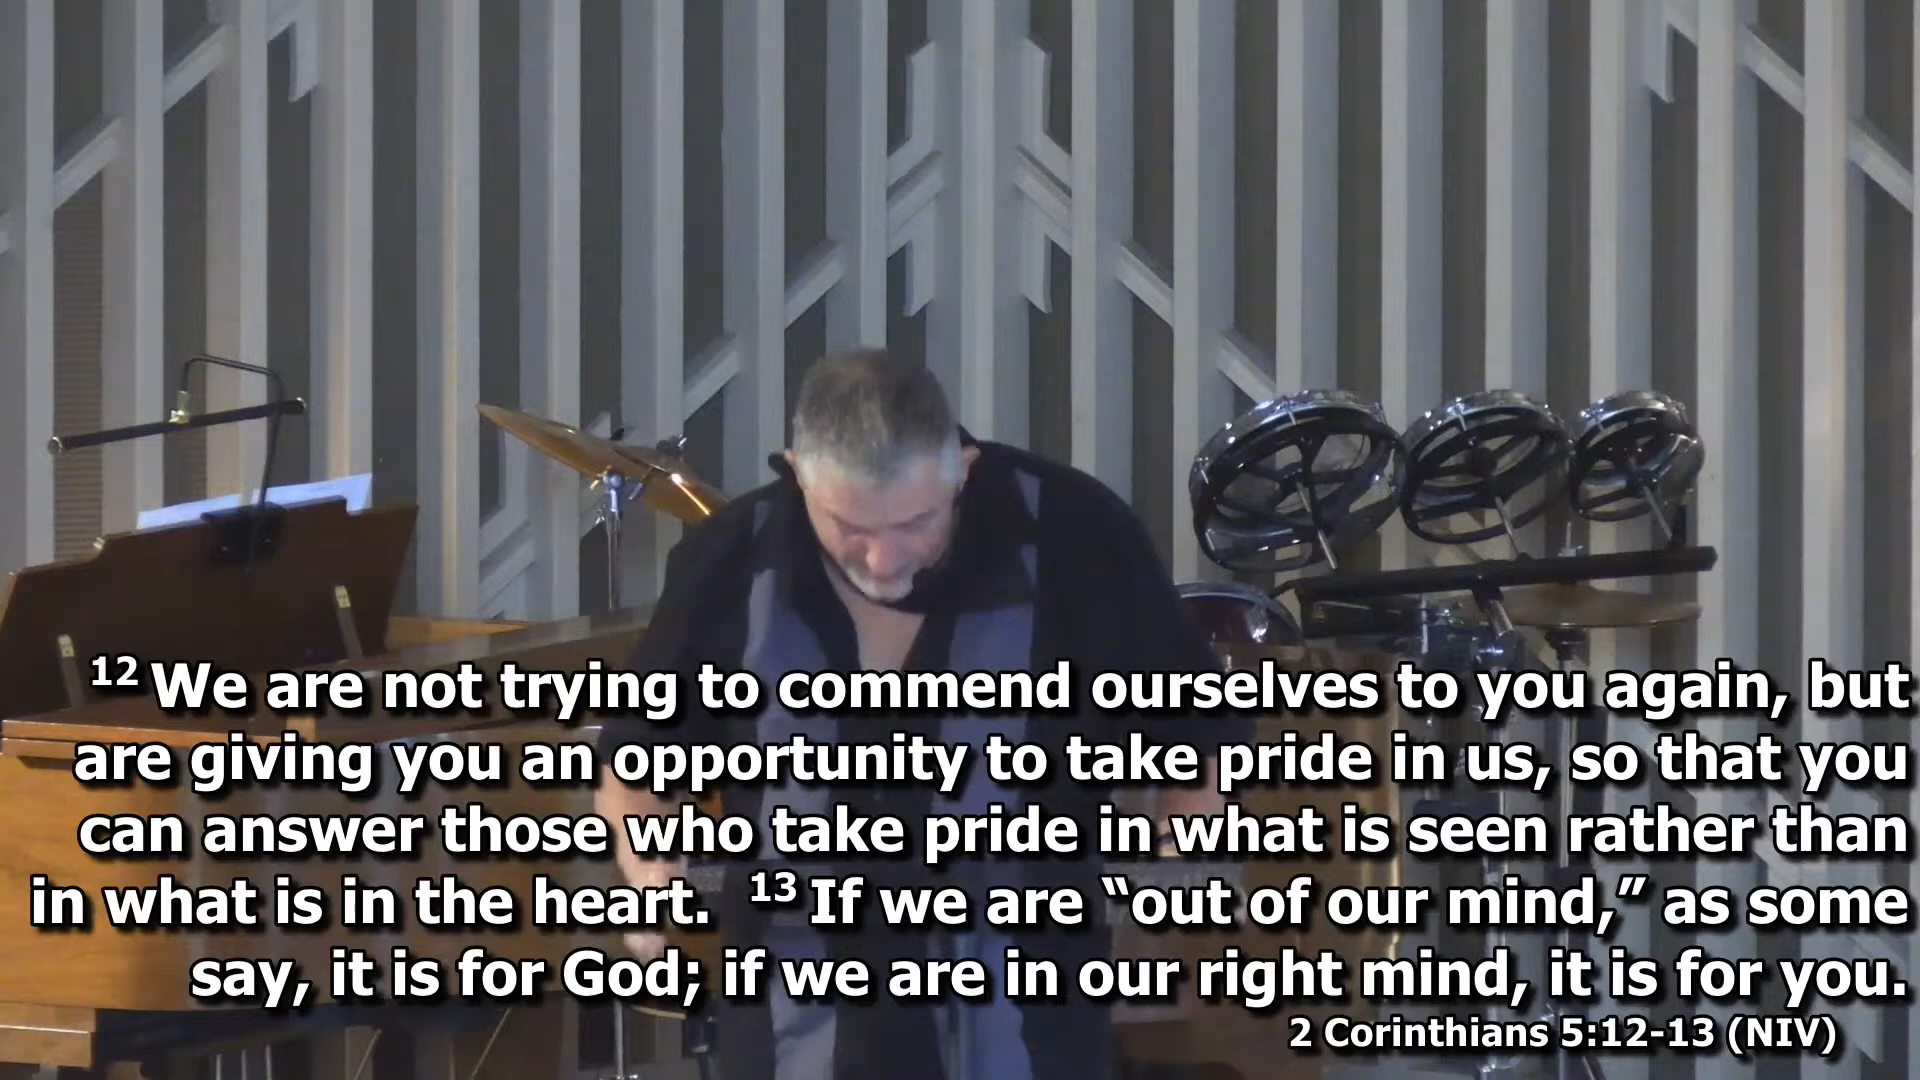 12 We are not trying to commend ourselves to you again, but
are giving you an opportunity to take pride in us, so that you
can answer those who take pride in what is seen rather than
in what is in the heart. 13 If we are “out of our mind,” as some
say, it is for God; if we are in our right mind, it is for you.
2 Corinthians 5:12-13 (NIV)